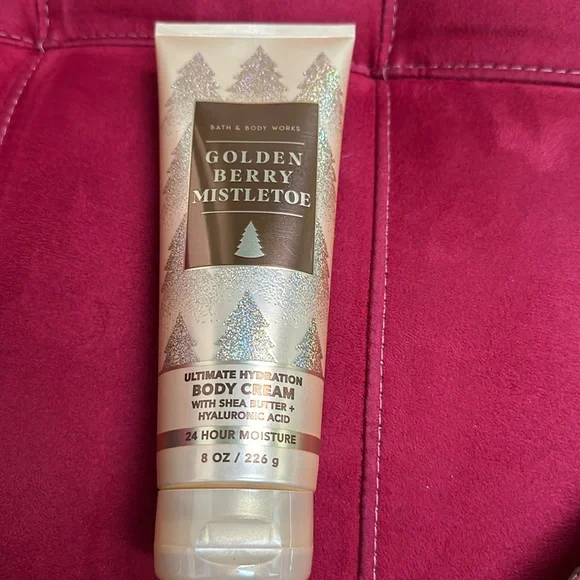 BATH & BODY WORKS
GOLDEN
BERRY
MISTLETOE
ULTIMATE HYDRATION
BODY CREAM
WITH SHEA BUTTER +
HYALURONIC ACID
24 HOUR MOISTURE
8 OZ / 226 g